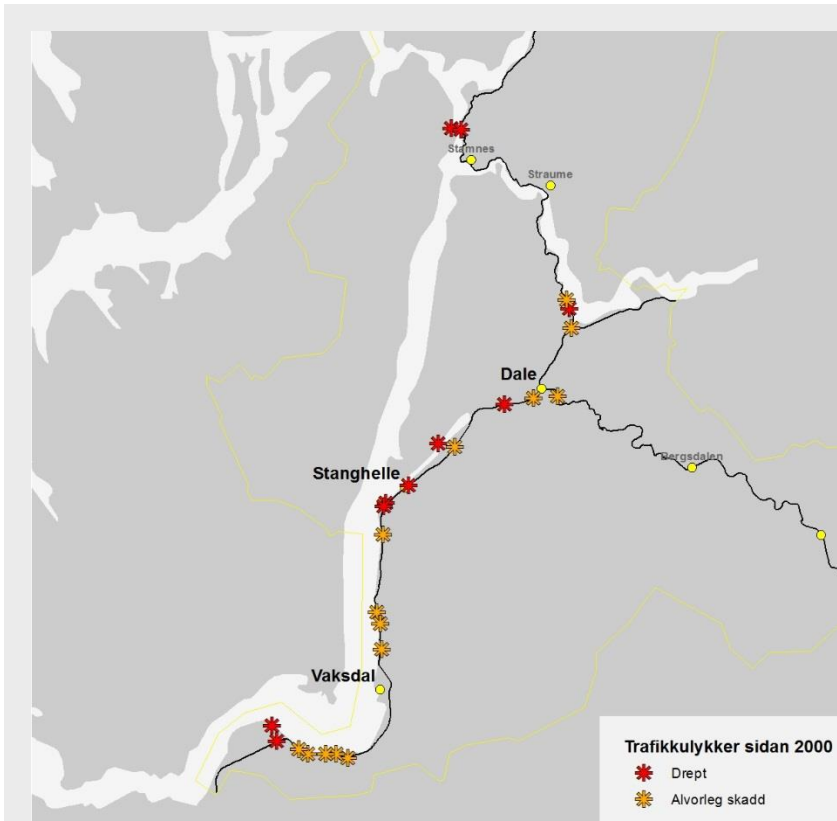 Stamnes
Straume
Dale
Stanghelle
Bergsdalen
Vaksdal
Trafikkulykker sidan 2000
Drept
Alvorleg skadd